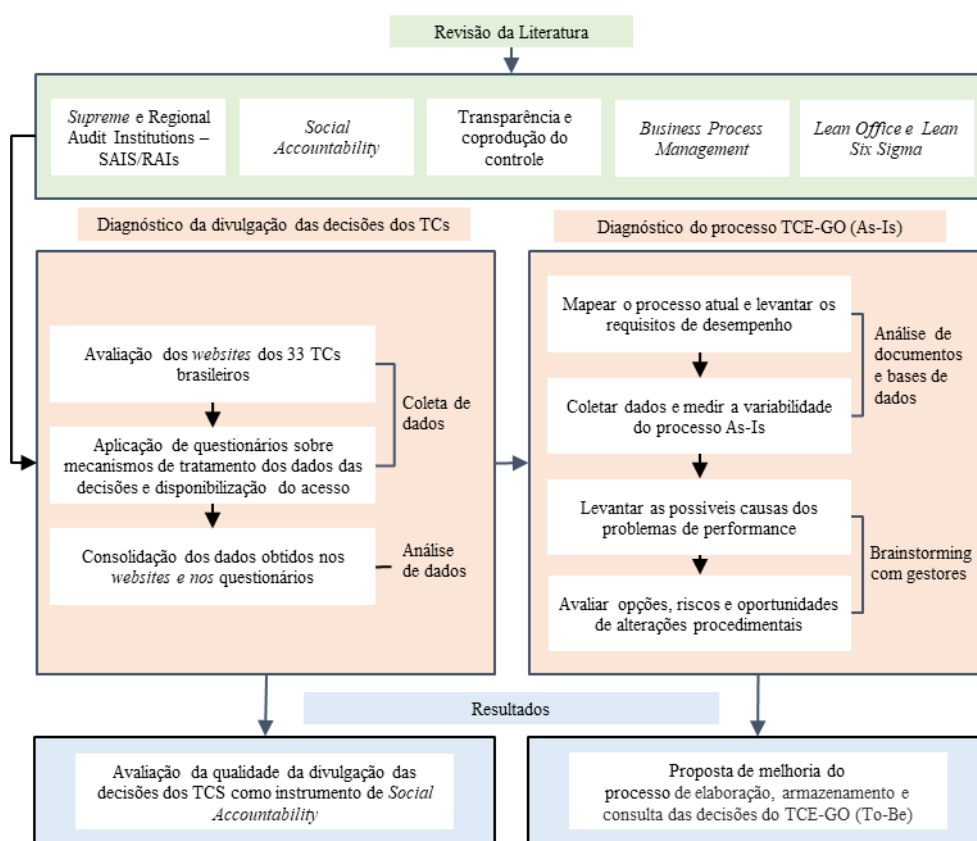 Revisão da Literatura
Supreme e Regional
Audit Institutions –
SAIS/RAIs
Social
Accountability
Transparência e
coprodução do
controle
Business Process
Management
Lean Office e Lean
Six Sigma
Diagnóstico da divulgação das decisões dos TCs
Avaliação dos websites dos 33 TCs
brasileiros
Aplicação de questionários sobre
mecanismos de tratamento dos dados das
decisões e disponibilização do acesso
Coleta de
dados
Consolidação dos dados obtidos nos
websites e nos questionários
Análise
de dados
Diagnóstico do processo TCE-GO (As-Is)
Mapear o processo atual e levantar os
requisitos de desempenho
Coletar dados e medir a variabilidade
do processo As-Is
Análise de
documentos
e bases de
dados
Levantar as possíveis causas dos
problemas de performance
Avaliar opções, riscos e oportunidades
de alterações procedimentais
Brainstorming
com gestores
Resultados
Avaliação da qualidade da divulgação das
decisões dos TCS como instrumento de Social
Accountability
Proposta de melhoria do
processo de elaboração, armazenamento e
consulta das decisões do TCE-GO (To-Be)